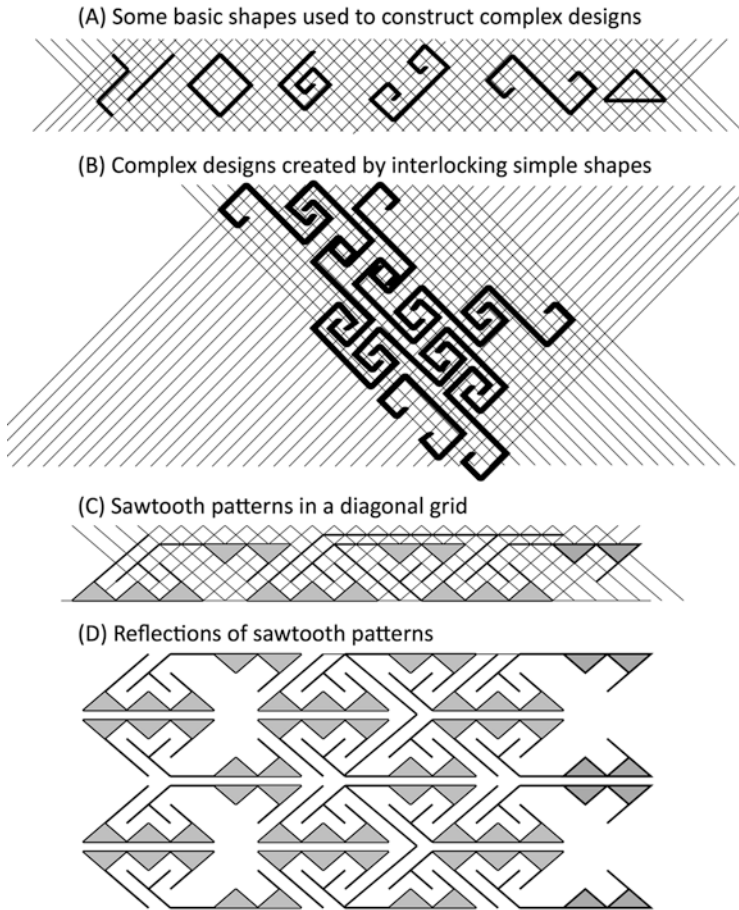 (A) Some basic shapes used to construct complex designs
(B) Complex designs created by interlocking simple shapes
(C) Sawtooth patterns in a diagonal grid
(D) Reflections of sawtooth patterns